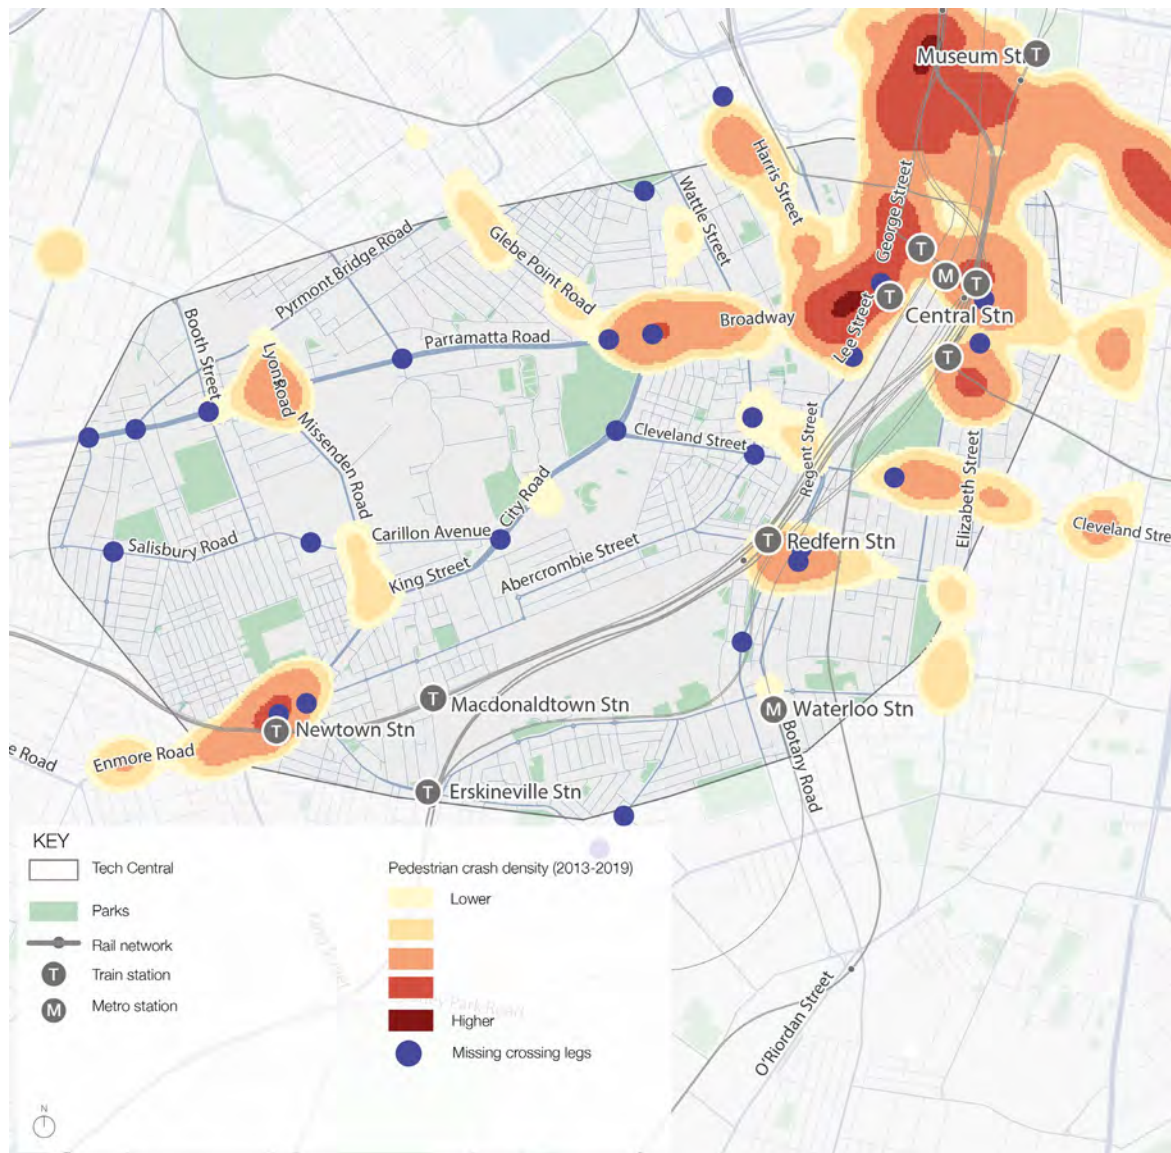 Museum Stn
T
Harris Street
Wattle Street
George Street
Glebe Point Road
Pyrmont Bridge Road
T
M
T
T
Central Stn
Booth Street
Broadway
Parramatta Road
Lee Street
T
Lyons Road
Missenden Road
Cleveland Street
Regent Street
City Road
Elizabeth Street
Cleveland Stre
Carillon Avenue
Salisbury Road
T
Redfern Stn
King Street
Abercrombie Street
T
Macdonaldtown Stn
M
Waterloo Stn
T
Newtown Stn
Enmore Road
e Road
Botany Road
T
Erskineville Stn
O'Riordan Street
KEY
Tech Central
Parks
Rail network
T
Train station
M
Metro station
Pedestrian crash density (2013-2019)
Lower
Higher
Missing crossing legs
N